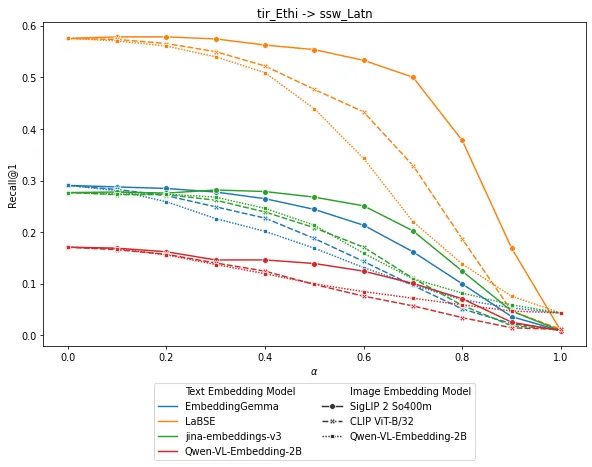 tir_Ethi -> ssw_Latn
0.6
0.5
0.4
0.3
0.2
0.1
0.0
Recall@1
0.0 0.2 0.4 0.6 0.8 1.0
α
Text Embedding Model Image Embedding Model
EmbeddingGemma SigLIP 2 So400m
LaBSE CLIP ViT-B/32
jina-embeddings-v3 Qwen-VL-Embedding-2B
Qwen-VL-Embedding-2B